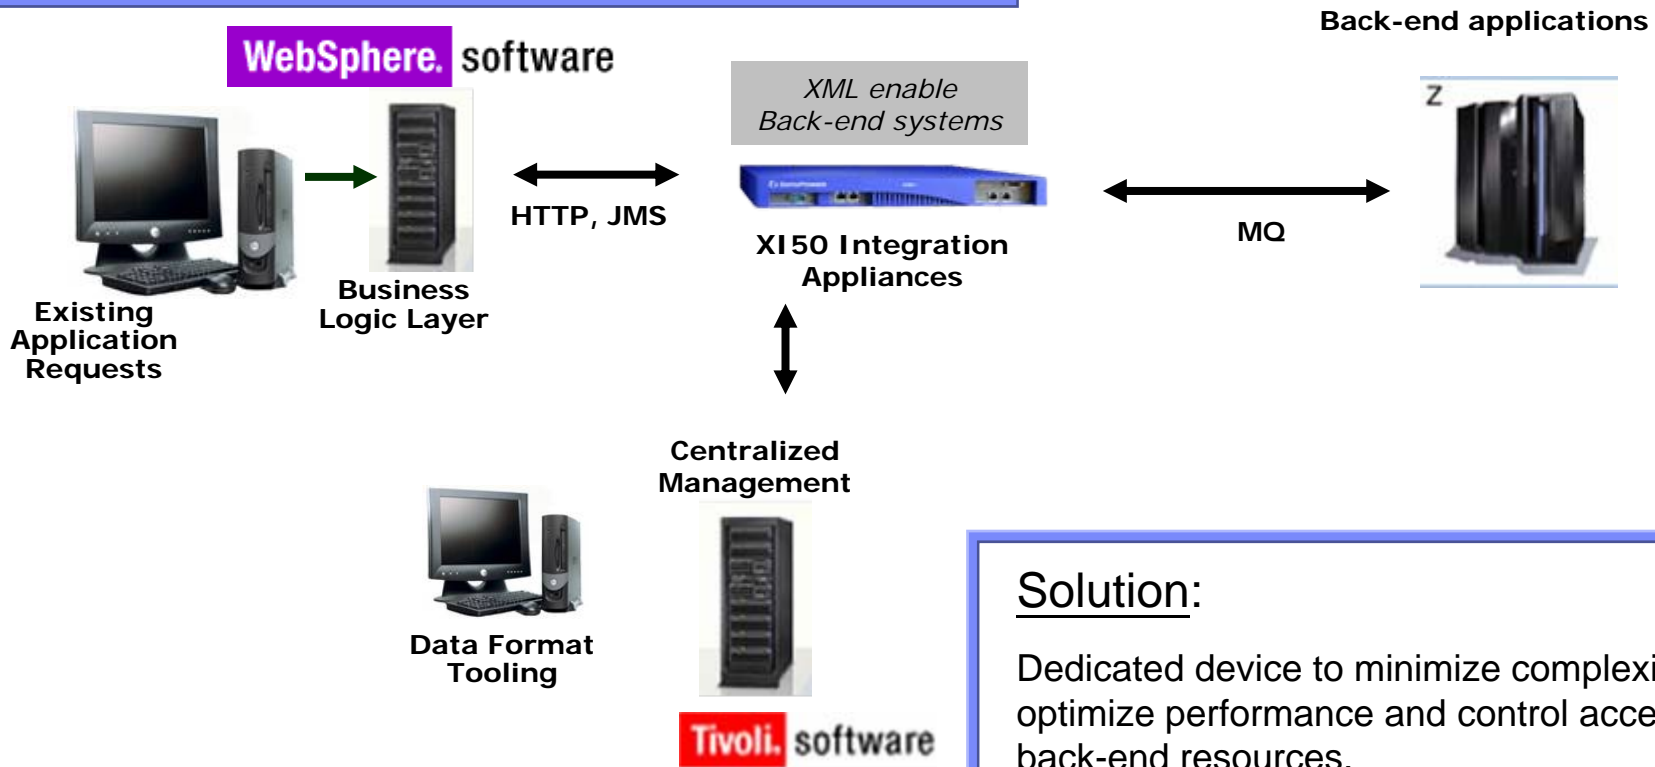 Back-end applications
WebSphere. software
XML enable
Back-end systems
Z
HTTP, JMS
MQ
XI50 Integration
Appliances
Business
Logic Layer
Existing
Application
Requests
Centralized
Management
Data Format
Tooling
Tivoli. software
Solution:
Dedicated device to minimize
optimize performance and control
back-end resources.